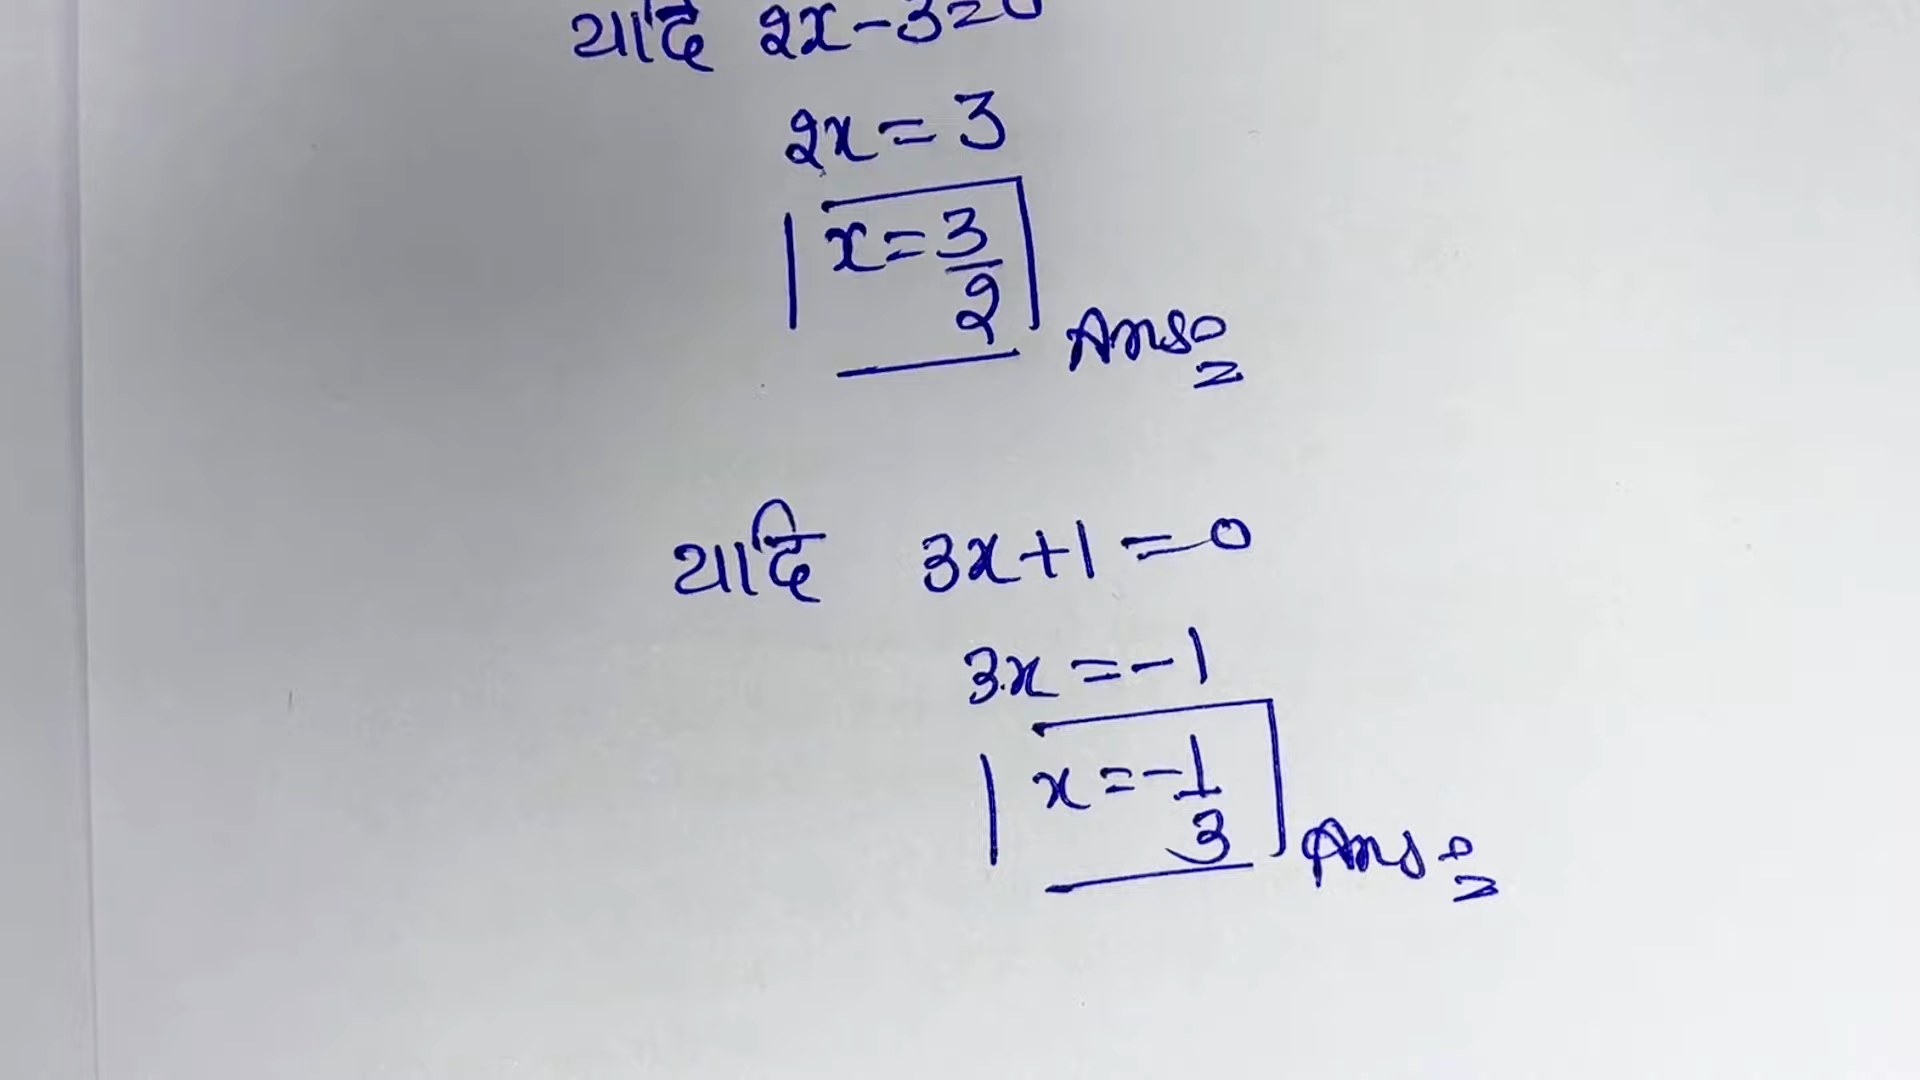 यदि 2x-3=0
2x=3
x=3/2 Ans
यदि 3x+1=0
3x=-1
x=-1/3 Ans